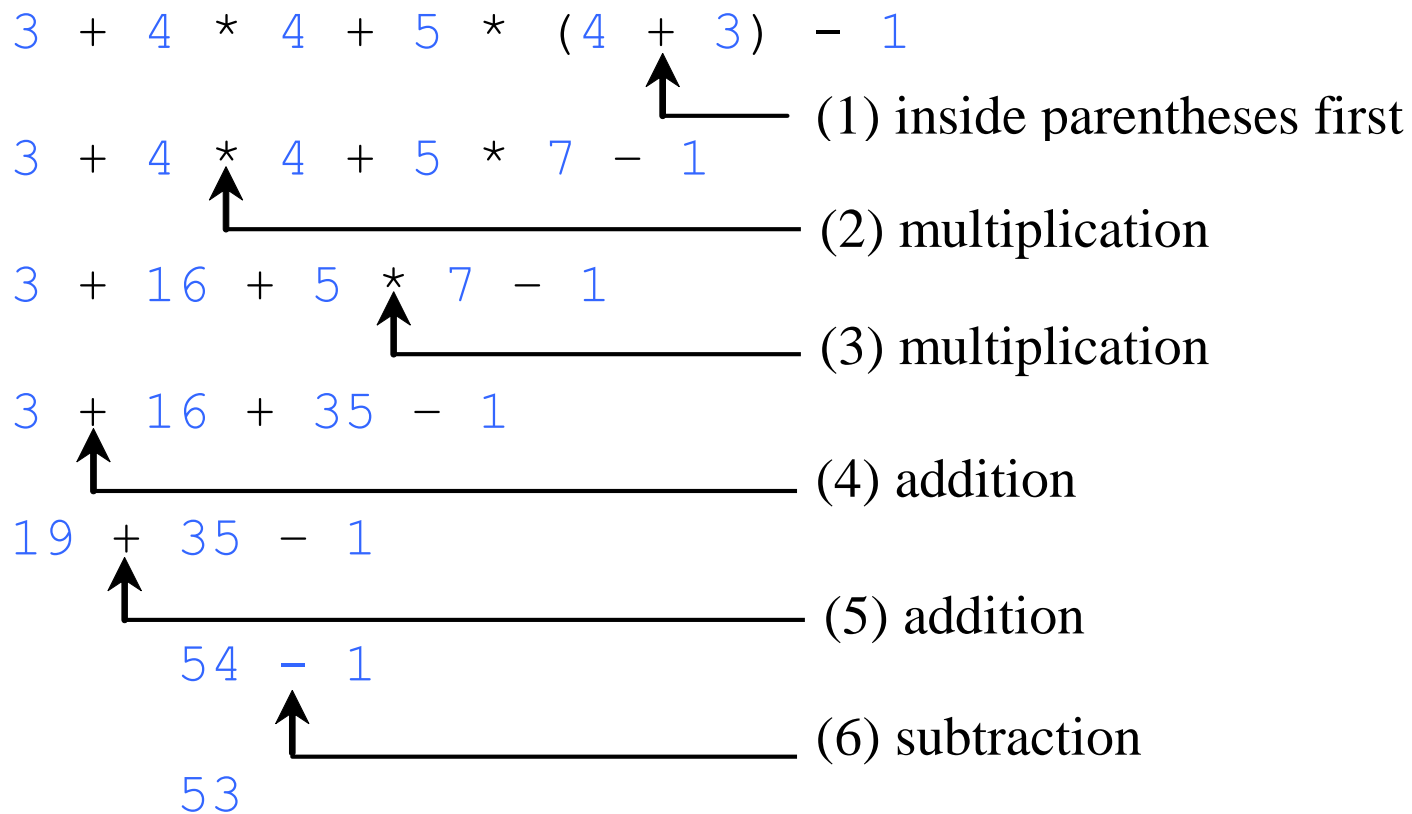 3 + 4 * 4 + 5 * (4 + 3) - 1
(1) inside parentheses first
3 + 4 * 4 + 5 * 7 - 1
(2) multiplication
3 + 16 + 5 * 7 - 1
(3) multiplication
3 + 16 + 35 - 1
(4) addition
19 + 35 - 1
(5) addition
54 - 1
(6) subtraction
53